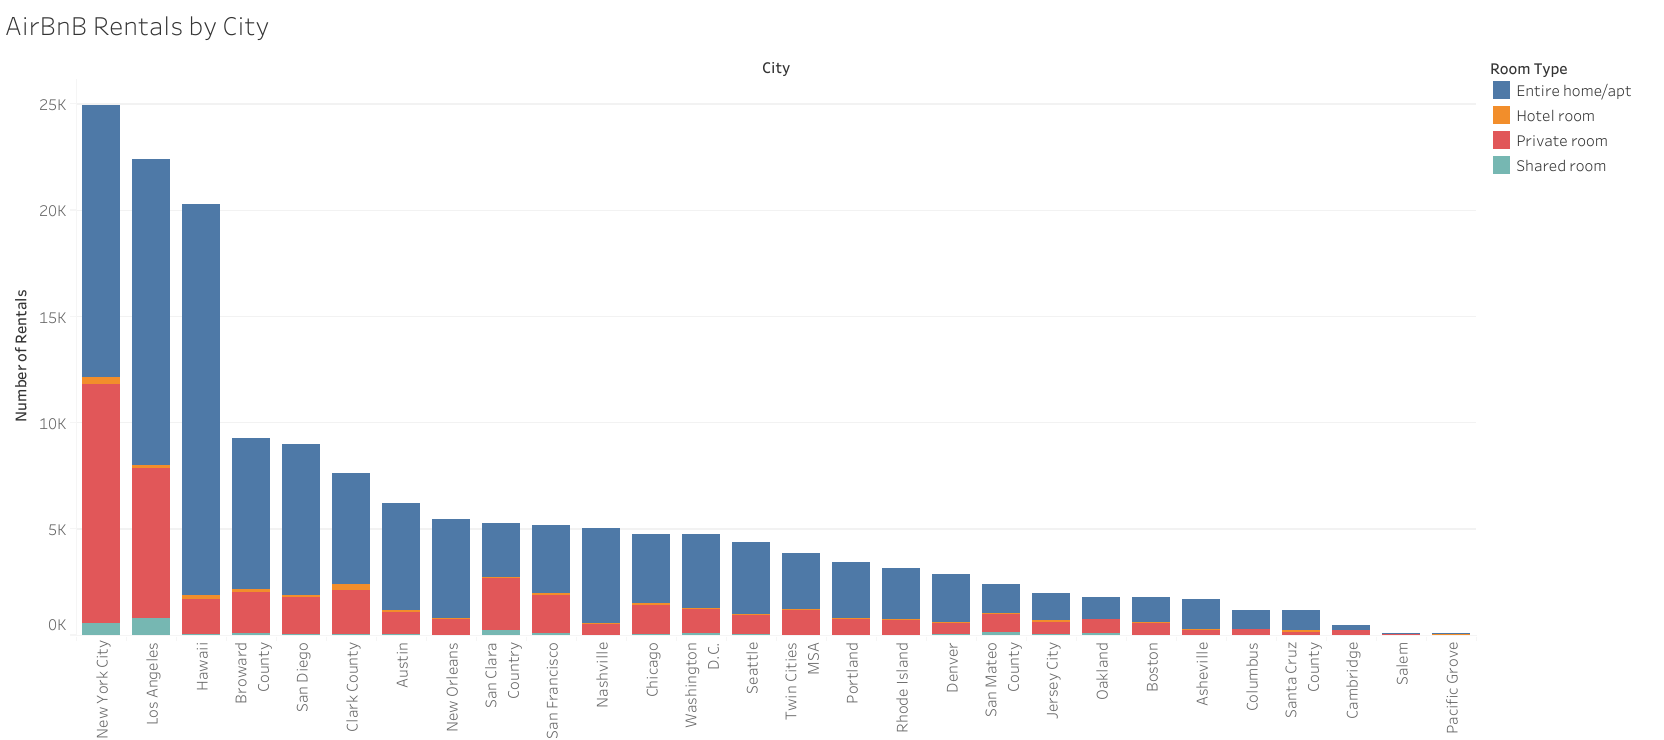 AirBnB Rentals by City
City
Room Type
Entire home/apt
Hotel room
Private room
Shared room
Number of Rentals
25K
20K
15K
10K
5K
0K
New York City
Los Angeles
Hawaii
Broward
County
San Diego
Clark County
Austin
New Orleans
San Clara
Country
San Francisco
Nashville
Chicago
Washington
D.C.
Seattle
Twin Cities
MSA
Portland
Rhode Island
Denver
San Mateo
County
Jersey City
Oakland
Boston
Asheville
Columbus
Santa Cruz
County
Cambridge
Salem
Pacific Grove